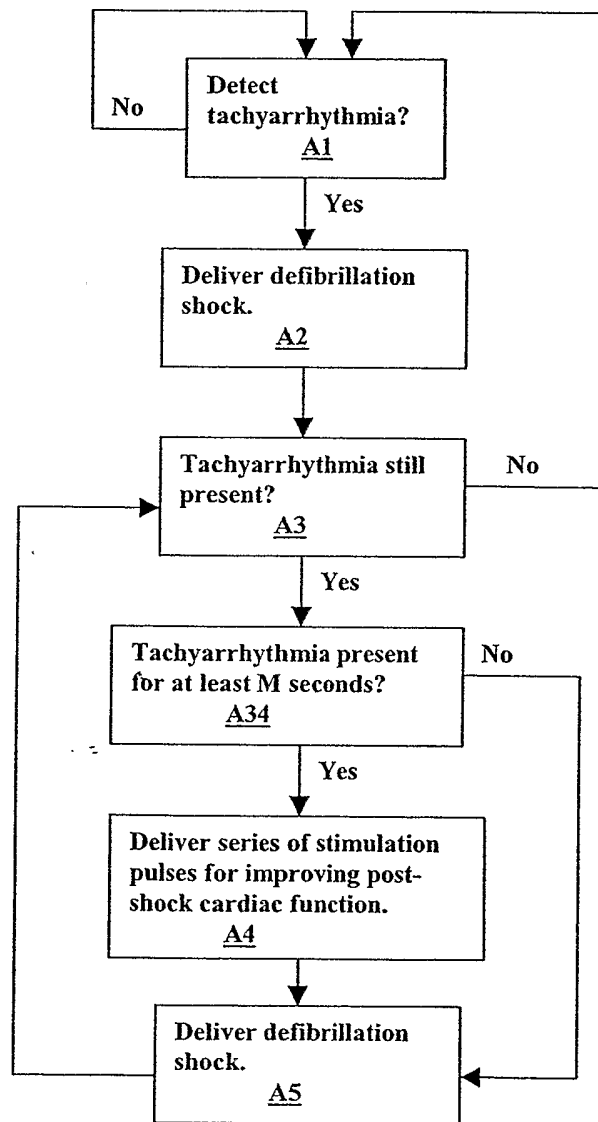 Detect
tachyarrhythmia?
A1
No
Yes
Deliver defibrillation
shock.
A2
Tachyarrhythmia still
present?
A3
No
Yes
Tachyarrhythmia present
for at least M seconds?
A34
No
Yes
Deliver series of stimulation
pulses for improving post-
shock cardiac function.
A4
Deliver defibrillation
shock.
A5